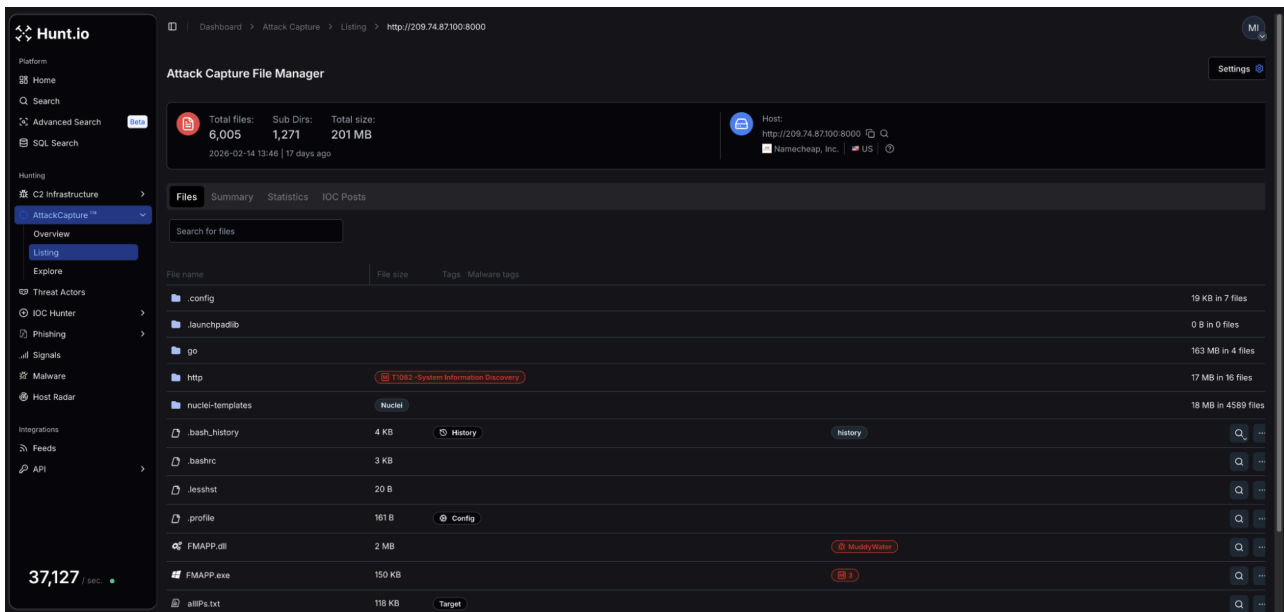 Hunt.io
Dashboard > Attack Capture > Listing > http://209.74.87.100:8000
MI
Platform
Home
Search
Advanced Search Beta
SQL Search
Hunting
C2 Infrastructure
AttackCapture™
Overview
Listing
Explore
Threat Actors
IOC Hunter
Phishing
Signals
Malware
Host Radar
Integrations
Feeds
API
37,127 / sec.
Attack Capture File Manager
Settings
Total files: Sub Dirs: Total size:
6,005 1,271 201 MB
2026-02-14 13:46 | 17 days ago
Host:
http://209.74.87.100:8000
Namecheap, Inc. US
Files Summary Statistics IOC Posts
Search for files
File name File size Tags Malware tags
.config 19 KB in 7 files
.launchpadlib 0 B in 0 files
go 163 MB in 4 files
http T1082 -System Information Discovery 17 MB in 16 files
nuclei-templates Nuclei 18 MB in 4589 files
.bash_history 4 KB History history
.bashrc 3 KB
.lesshst 20 B
.profile 161 B Config
FMAPP.dll 2 MB MuddyWater
FMAPP.exe 150 KB 3
allIPs.txt 118 KB Target